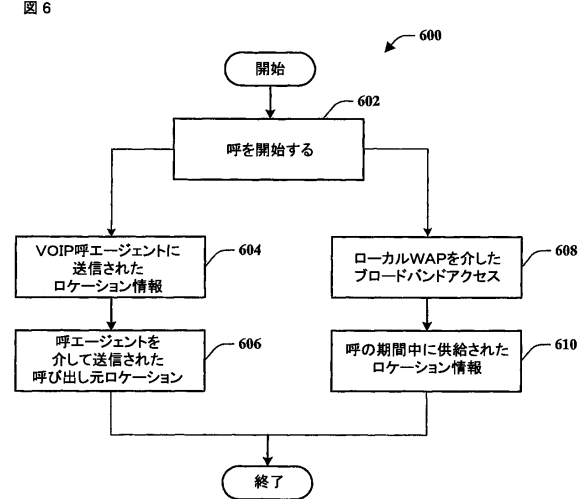 図 6
600
開始
602
呼を開始する
VOIP呼エージェントに
送信された
ロケーション情報
604
ローカルWAPを介した
ブロードバンドアクセス
608
呼エージェントを
介して送信された
呼び出し元ロケーション
606
呼の期間中に供給された
ロケーション情報
610
終了